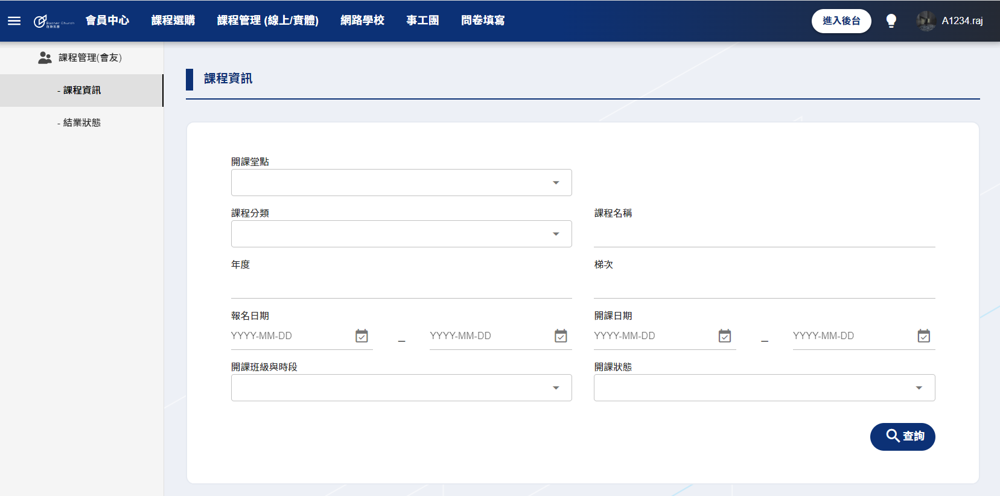 Banner Church
會員中心
課程選購
課程管理 (線上/實體)
網路學校
事工團
問卷填寫
進入後台
A1234.raj
課程管理(會友)
- 課程資訊
- 結業狀態
課程資訊
開課堂點
課程分類
課程名稱
年度
梯次
報名日期
開課日期
YYYY-MM-DD
_
YYYY-MM-DD
YYYY-MM-DD
_
YYYY-MM-DD
開課班級與時段
開課狀態
查詢